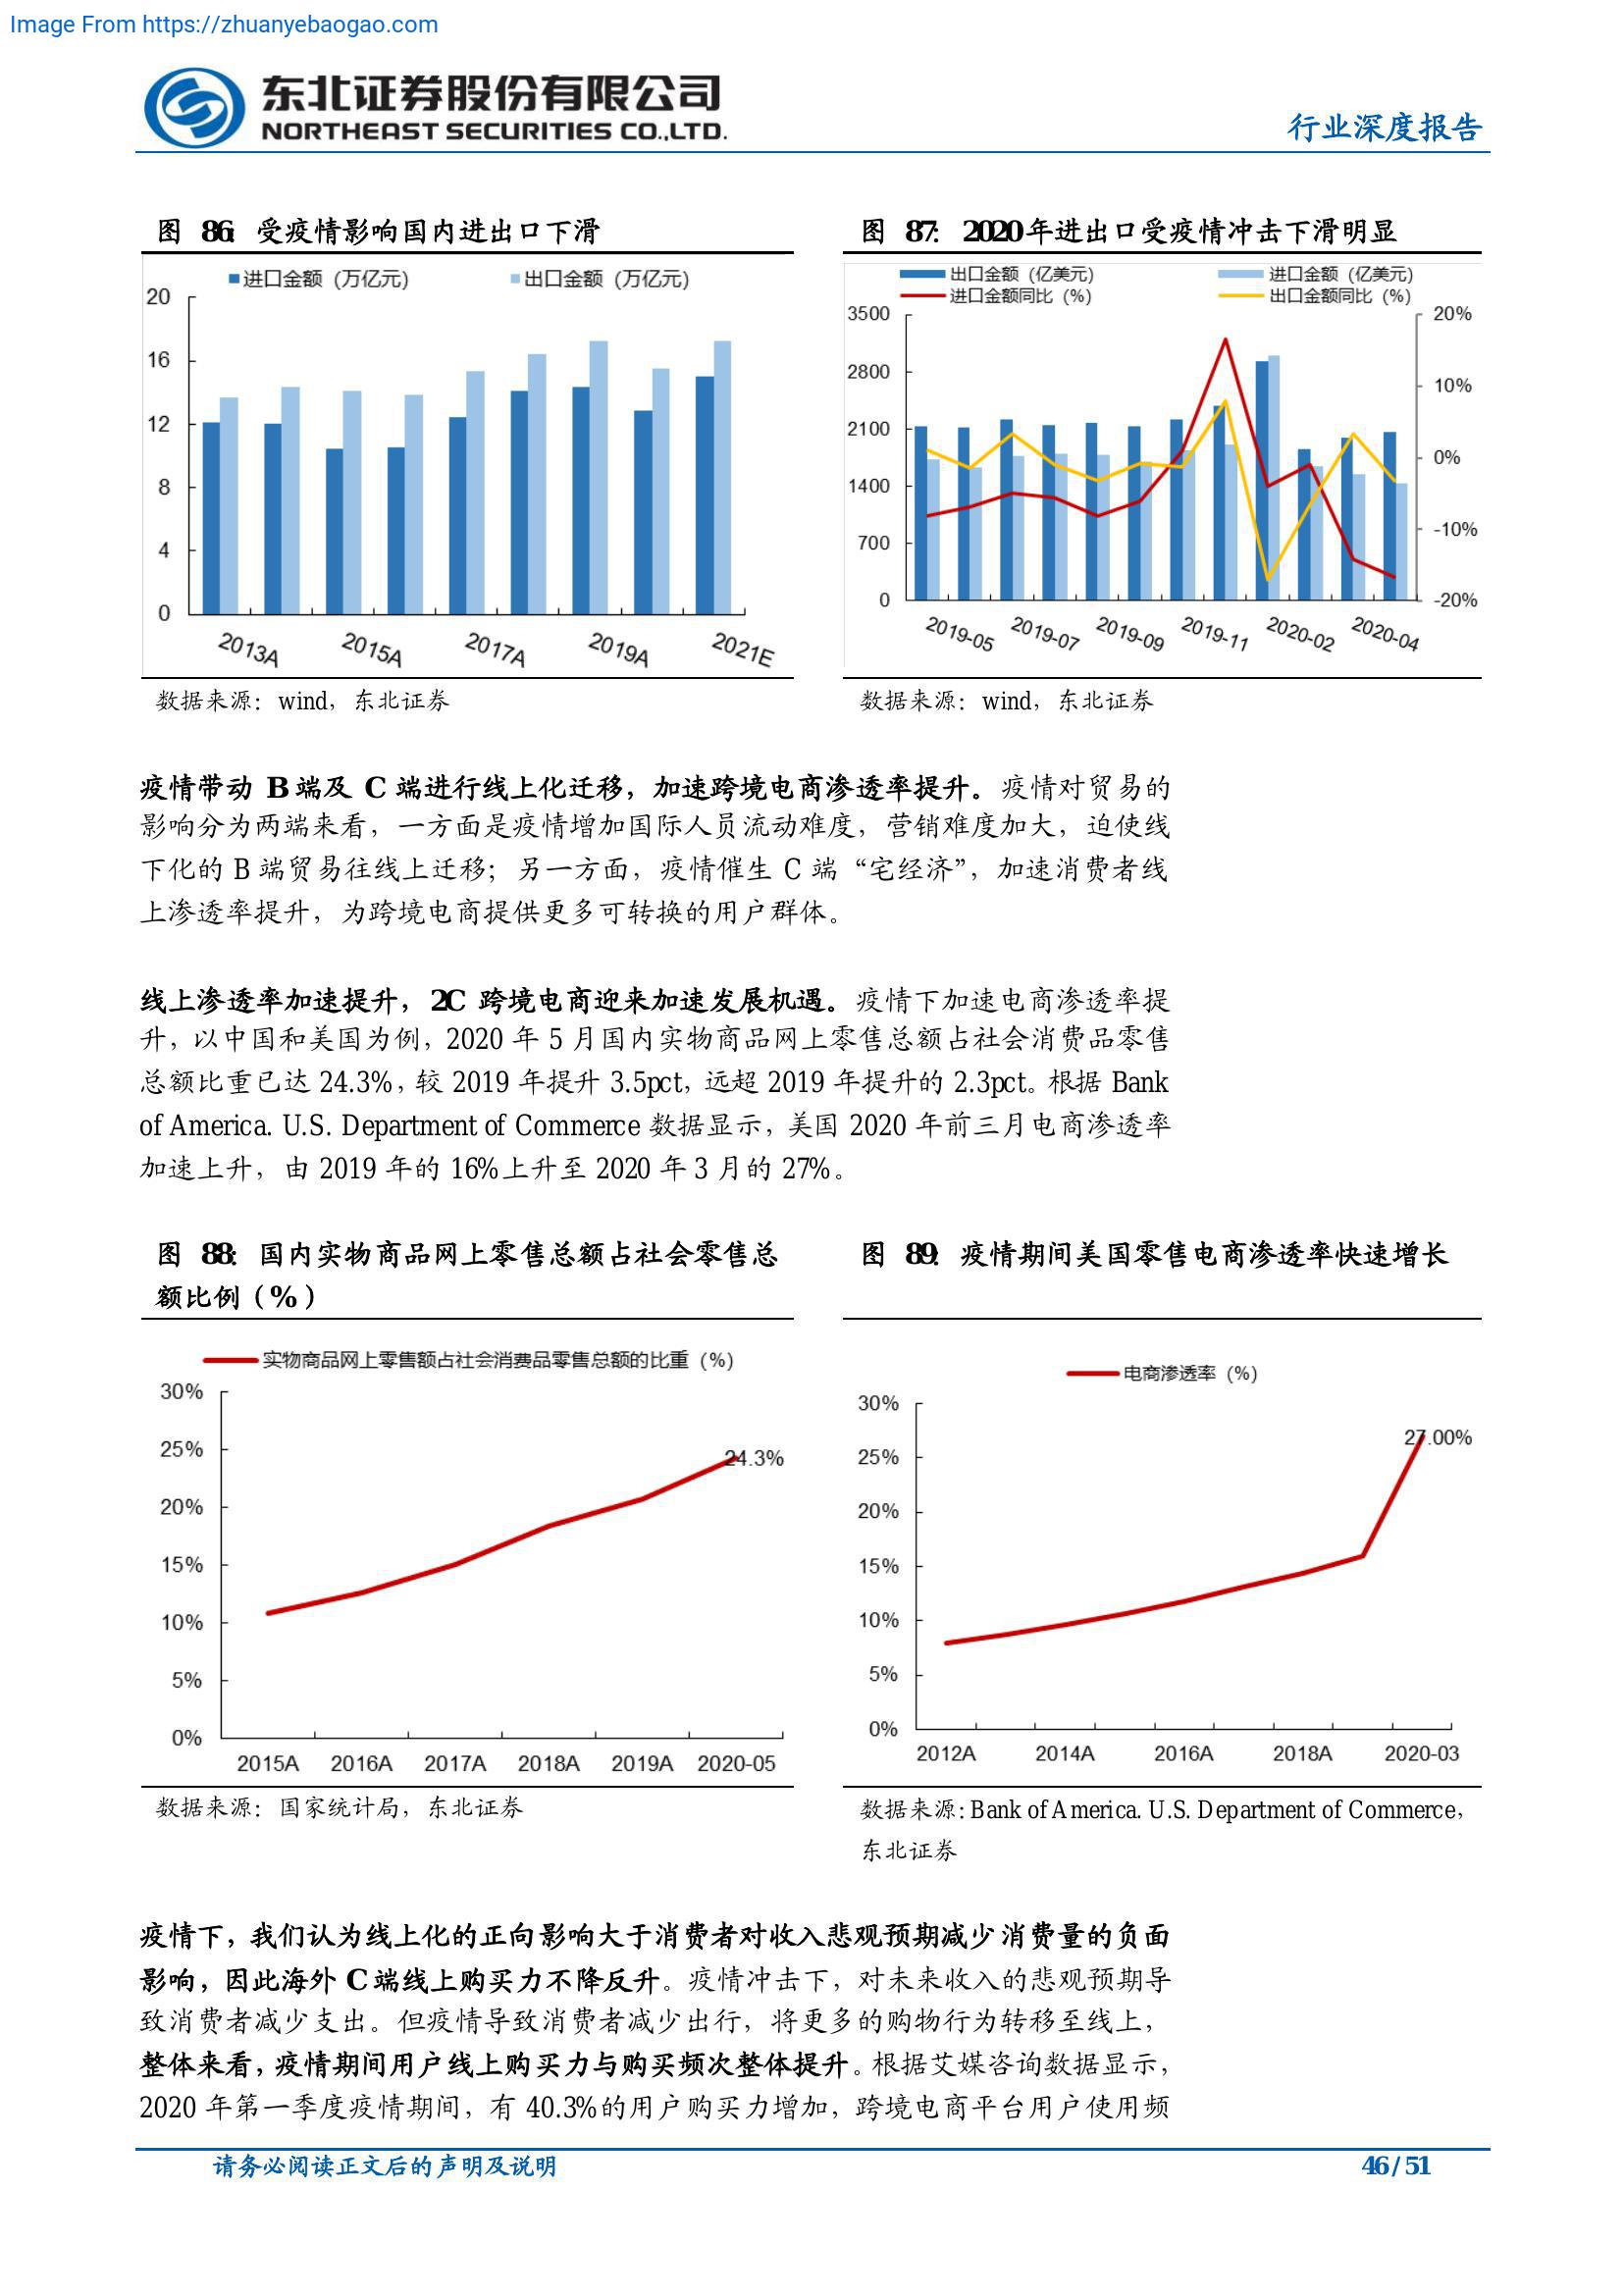 Image From https://zhuanyebaogao.com
东北证券股份有限公司
NORTHEAST SECURITIES CO.,LTD.
行业深度报告
图 86：受疫情影响国内进出口下滑
进口金额（万亿元） 出口金额（万亿元）
20
16
12
8
4
0
2013A 2015A 2017A 2019A 2021E
数据来源：wind，东北证券
图 87：2020年进出口受疫情冲击下滑明显
出口金额（亿美元） 进口金额（亿美元）
进口金额同比（%） 出口金额同比（%）
3500 20%
2800 10%
2100
0%
1400
-10%
700
0 -20%
2019-05 2019-07 2019-09 2019-11 2020-02 2020-04
数据来源：wind，东北证券
疫情带动 B 端及 C 端进行线上化迁移，加速跨境电商渗透率提升。疫情对贸易的
影响分为两端来看，一方面是疫情增加国际人员流动难度，营销难度加大，迫使线
下化的 B 端贸易往线上迁移；另一方面，疫情催生 C 端“宅经济”，加速消费者线
上渗透率提升，为跨境电商提供更多可转换的用户群体。
线上渗透率加速提升，2C 跨境电商迎来加速发展机遇。疫情下加速电商渗透率提
升，以中国和美国为例，2020 年 5 月国内实物商品网上零售总额占社会消费品零售
总额比重已达 24.3%，较 2019 年提升 3.5pct，远超 2019 年提升的 2.3pct。根据 Bank
of America. U.S. Department of Commerce 数据显示，美国 2020 年前三月电商渗透率
加速上升，由 2019 年的 16%上升至 2020 年 3 月的 27%。
图 88：国内实物商品网上零售总额占社会零售总
额比例（%）
实物商品网上零售额占社会消费品零售总额的比重（%）
30%
25%
24.3%
20%
15%
10%
5%
0%
2015A 2016A 2017A 2018A 2019A 2020-05
数据来源：国家统计局，东北证券
图 89：疫情期间美国零售电商渗透率快速增长
电商渗透率（%）
30%
27.00%
25%
20%
15%
10%
5%
0%
2012A 2014A 2016A 2018A 2020-03
数据来源：Bank of America. U.S. Department of Commerce，
东北证券
疫情下，我们认为线上化的正向影响大于消费者对收入悲观预期减少消费量的负面
影响，因此海外 C 端线上购买力不降反升。疫情冲击下，对未来收入的悲观预期导
致消费者减少支出。但疫情导致消费者减少出行，将更多的购物行为转移至线上，
整体来看，疫情期间用户线上购买力与购买频次整体提升。根据艾媒咨询数据显示，
2020 年第一季度疫情期间，有 40.3%的用户购买力增加，跨境电商平台用户使用频
请务必阅读正文后的声明及说明
46 / 51